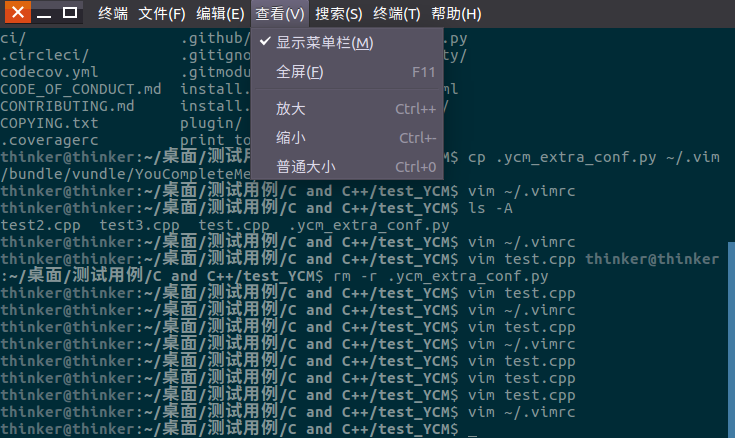 终端 文件(F) 编辑(E) 查看(V) 搜索(S) 终端(T) 帮助(H)
显示菜单栏(M)
全屏(F) F11
放大 Ctrl++
缩小 Ctrl+-
普通大小 Ctrl+0
ci/ .github/ .py
.circleci/ .gitign ty/
codecov.yml .gitmodu
CODE_OF_CONDUCT.md install. ml
CONTRIBUTING.md install. /
COPYING.txt plugin/
.coveragerc print_to
thinker@thinker:~/桌面/测试用例/C and C++/test_YCM$ cp .ycm_extra_conf.py ~/.vim
/bundle/vundle/YouCompleteMe
thinker@thinker:~/桌面/测试用例/C and C++/test_YCM$ vim ~/.vimrc
thinker@thinker:~/桌面/测试用例/C and C++/test_YCM$ ls -A
test2.cpp test3.cpp test.cpp .ycm_extra_conf.py
thinker@thinker:~/桌面/测试用例/C and C++/test_YCM$ vim ~/.vimrc
thinker@thinker:~/桌面/测试用例/C and C++/test_YCM$ vim test.cpp thinker@thinker
:~/桌面/测试用例/C and C++/test_YCM$ rm -r .ycm_extra_conf.py
thinker@thinker:~/桌面/测试用例/C and C++/test_YCM$ vim test.cpp
thinker@thinker:~/桌面/测试用例/C and C++/test_YCM$ vim ~/.vimrc
thinker@thinker:~/桌面/测试用例/C and C++/test_YCM$ vim test.cpp
thinker@thinker:~/桌面/测试用例/C and C++/test_YCM$ vim ~/.vimrc
thinker@thinker:~/桌面/测试用例/C and C++/test_YCM$ vim test.cpp
thinker@thinker:~/桌面/测试用例/C and C++/test_YCM$ vim test.cpp
thinker@thinker:~/桌面/测试用例/C and C++/test_YCM$ vim test.cpp
thinker@thinker:~/桌面/测试用例/C and C++/test_YCM$ vim ~/.vimrc
thinker@thinker:~/桌面/测试用例/C and C++/test_YCM$ _